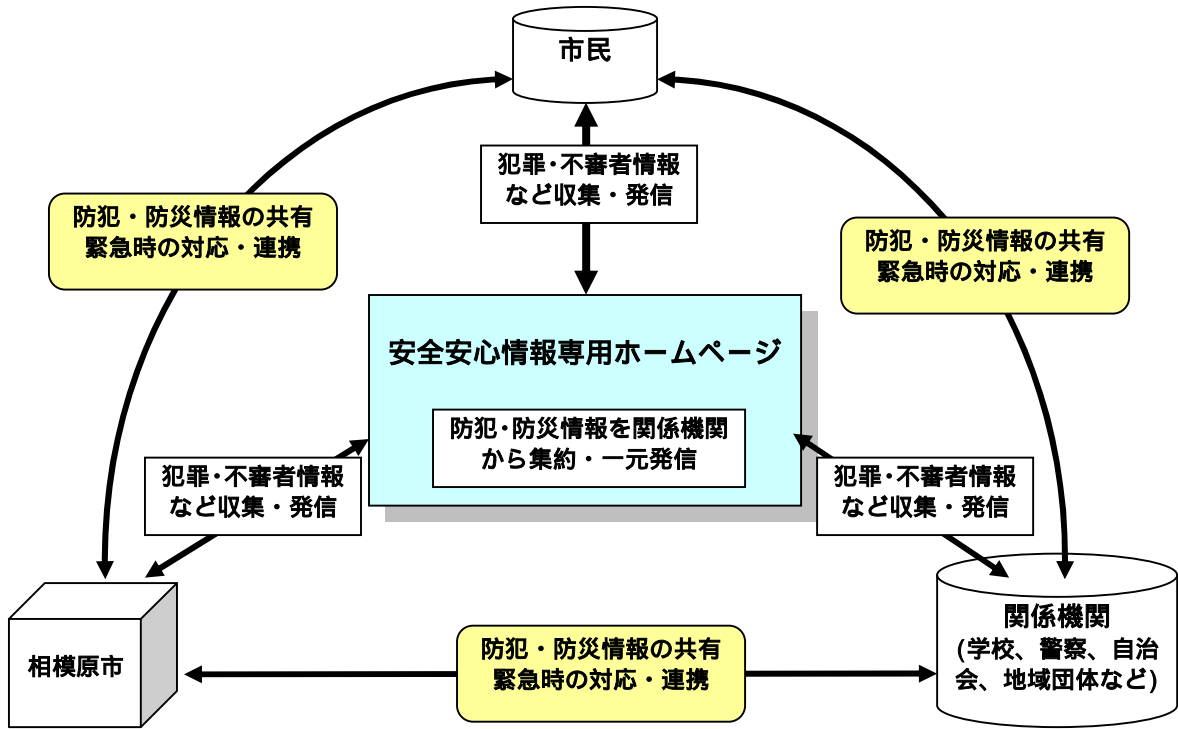 市民
犯罪・不審者情報
など収集・発信
防犯・防災情報の共有
緊急時の対応・連携
防犯・防災情報の共有
緊急時の対応・連携
安全安心情報専用ホームページ
防犯・防災情報を関係機関
から集約・一元発信
犯罪・不審者情報
など収集・発信
犯罪・不審者情報
など収集・発信
相模原市
防犯・防災情報の共有
緊急時の対応・連携
関係機関
(学校、警察、自治
会、地域団体など)